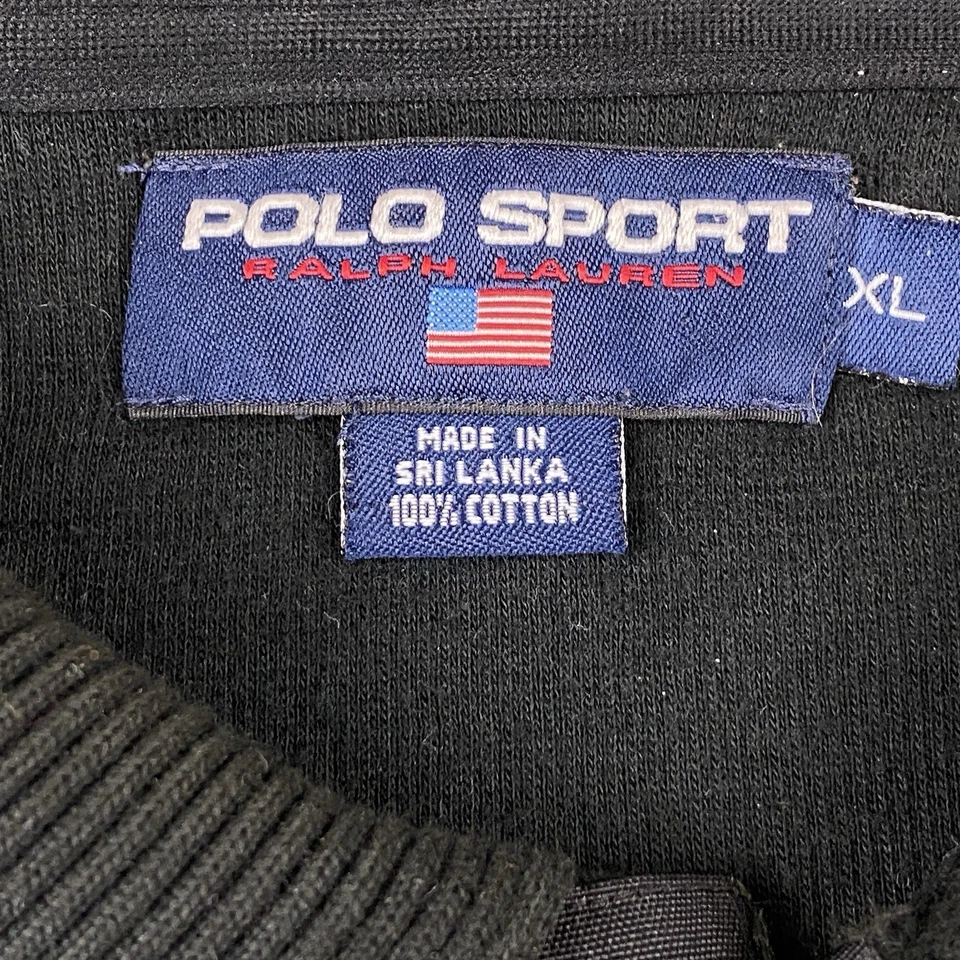 POLO SPORT
RALPH LAUREN
XL
MADE IN
SRI LANKA
100% COTTON